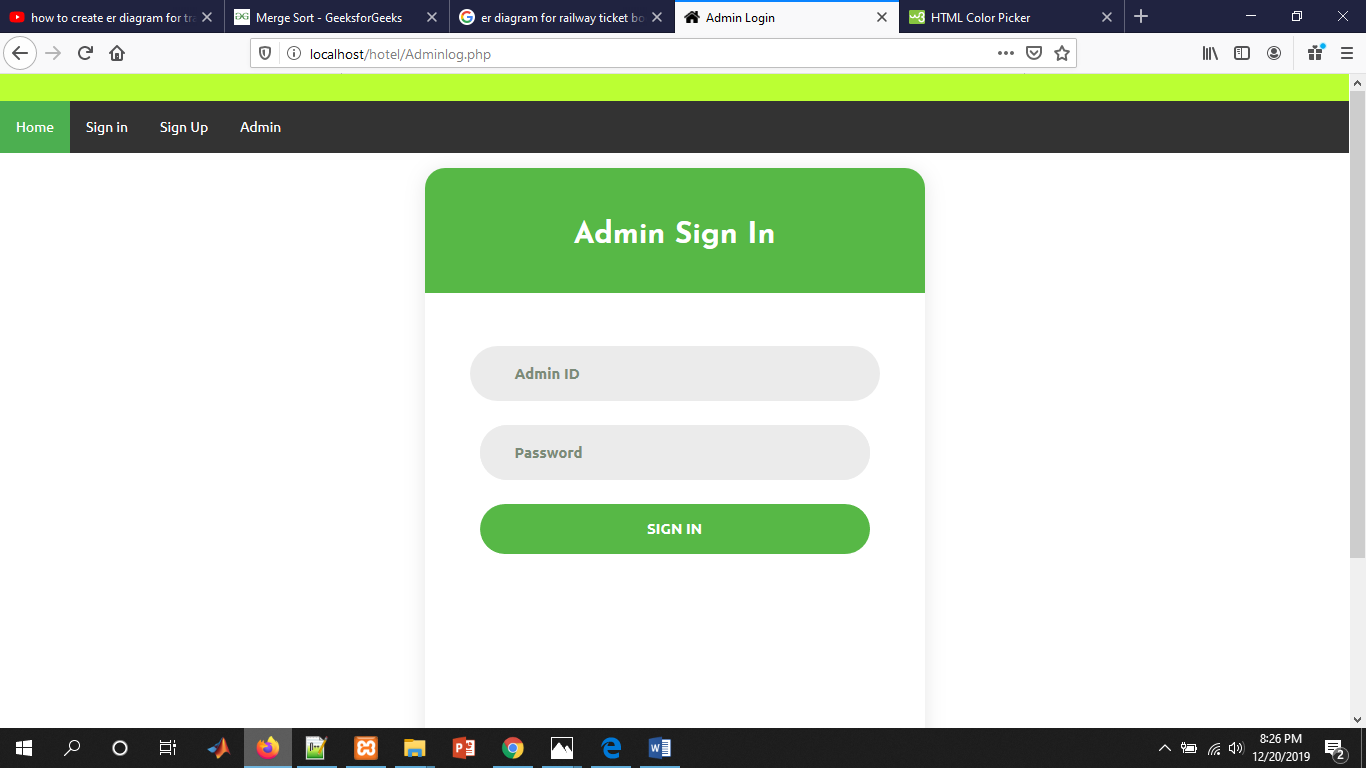 how to create er diagram for tra
Merge Sort - GeeksforGeeks
er diagram for railway ticket bo
Admin Login
HTML Color Picker
localhost/hotel/Adminlog.php
Home
Sign in
Sign Up
Admin
Admin Sign In
Admin ID
Password
SIGN IN
8:26 PM
12/20/2019
2